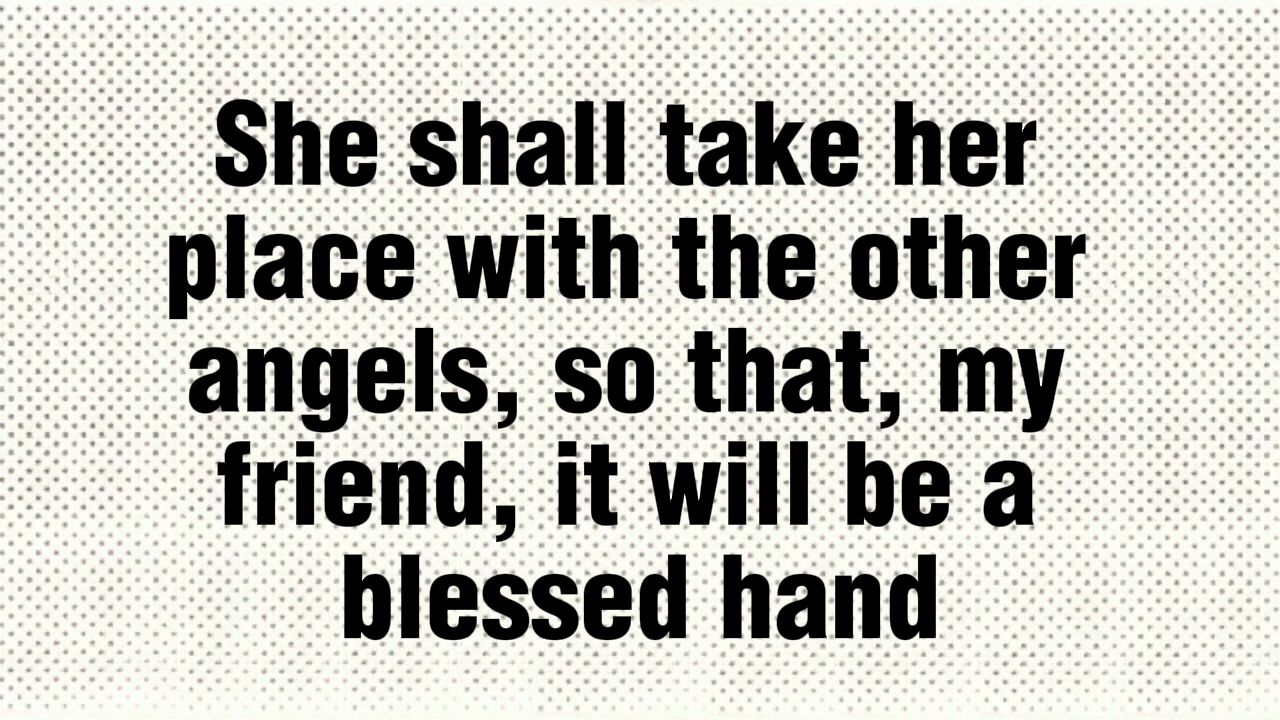 She shall take her
place with the other
angels, so that, my
friend, it will be a
blessed hand